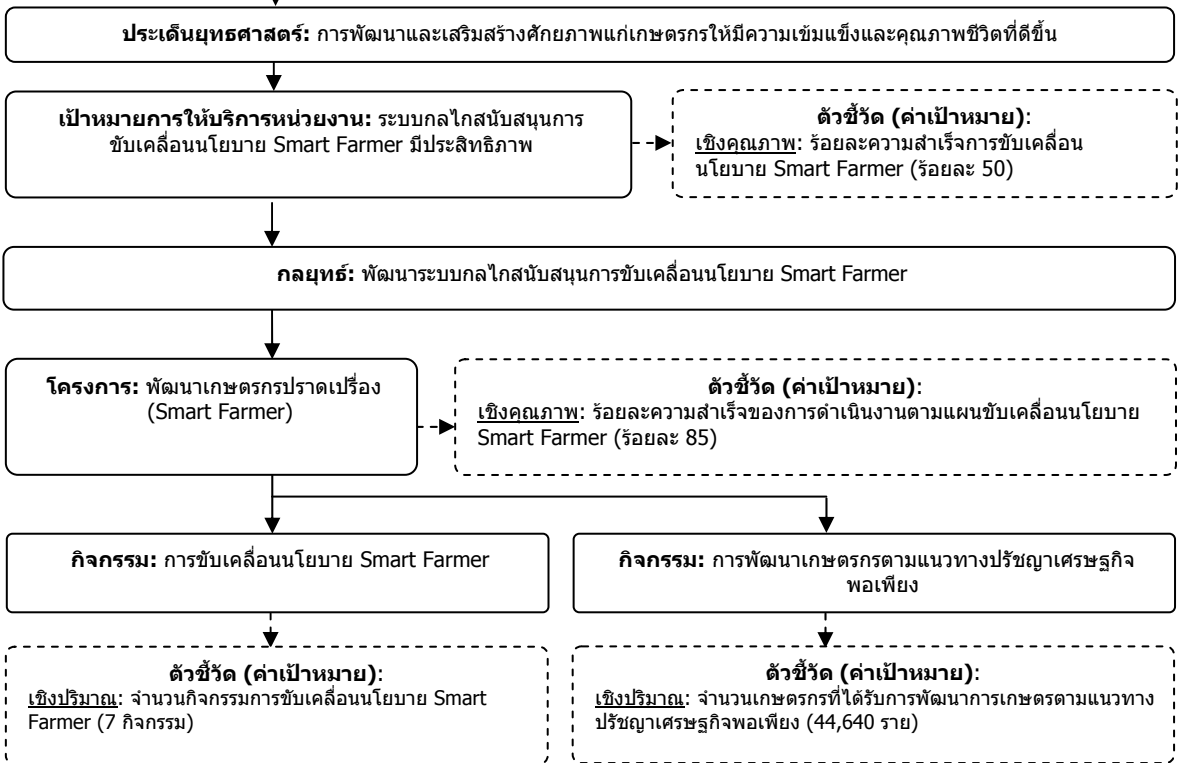 ประเด็นยุทธศาสตร์: การพัฒนาและเสริมสร้างศักยภาพแก่เกษตรกรให้มีความเข้มแข็งและคุณภาพชีวิตที่ดีขึ้น
เป้าหมายการให้บริการหน่วยงาน: ระบบกลไกสนับสนุนการ
ขับเคลื่อนนโยบาย Smart Farmer มีประสิทธิภาพ
ตัวชี้วัด (ค่าเป้าหมาย):
เชิงคุณภาพ: ร้อยละความสำเร็จการขับเคลื่อน
นโยบาย Smart Farmer (ร้อยละ 50)
กลยุทธ์: พัฒนาระบบกลไกสนับสนุนการขับเคลื่อนนโยบาย Smart Farmer
โครงการ: พัฒนาเกษตรกรปราดเปรื่อง
(Smart Farmer)
ตัวชี้วัด (ค่าเป้าหมาย):
เชิงคุณภาพ: ร้อยละความสำเร็จของการดำเนินงานตามแผนขับเคลื่อนนโยบาย
Smart Farmer (ร้อยละ 85)
กิจกรรม: การขับเคลื่อนนโยบาย Smart Farmer
กิจกรรม: การพัฒนาเกษตรกรตามแนวทางปรัชญาเศรษฐกิจ
พอเพียง
ตัวชี้วัด (ค่าเป้าหมาย):
เชิงปริมาณ: จำนวนกิจกรรมการขับเคลื่อนนโยบาย Smart
Farmer (7 กิจกรรม)
ตัวชี้วัด (ค่าเป้าหมาย):
เชิงปริมาณ: จำนวนเกษตรกรที่ได้รับการพัฒนาการเกษตรตามแนวทาง
ปรัชญาเศรษฐกิจพอเพียง (44,640 ราย)